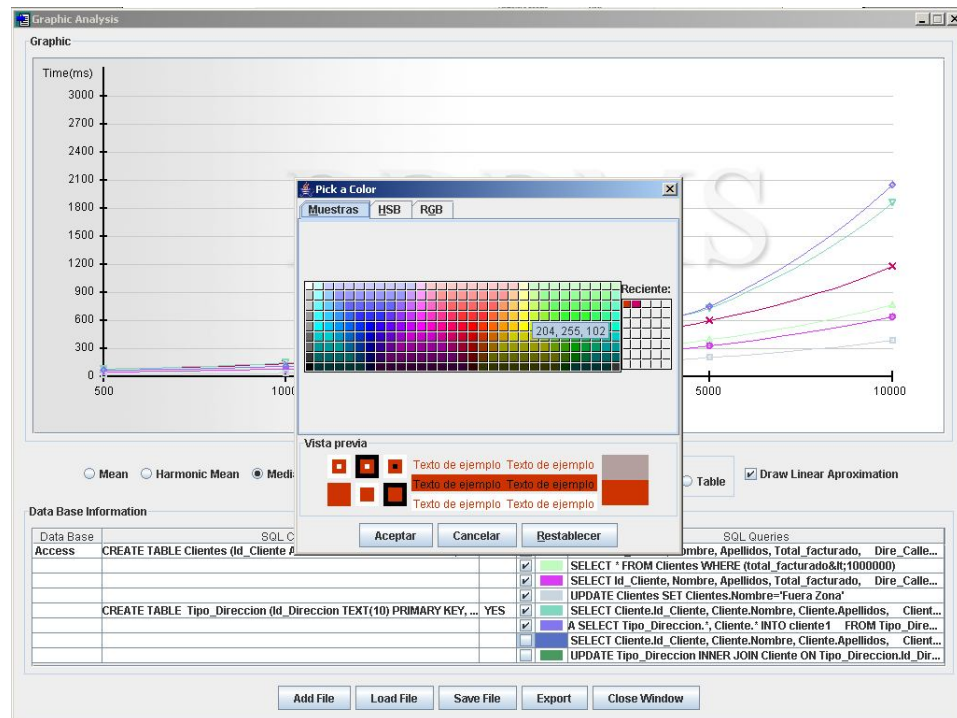 Graphic Analysis
Graphic
Time(ms)
3000
2700
2400
2100
1800
1500
1200
900
600
300
0
500
1000
5000
10000
Pick a Color
Muestras HSB RGB
Reciente:
204, 255, 102
Vista previa
Texto de ejemplo Texto de ejemplo
Texto de ejemplo Texto de ejemplo
Texto de ejemplo Texto de ejemplo
Aceptar Cancelar Restablecer
Mean Harmonic Mean Medi
Table Draw Linear Aproximation
Data Base Information
Data Base SQL C SQL Queries
Access CREATE TABLE Clientes (Id_Cliente A ombre, Apellidos, Total_facturado, Dire_Calle...
SELECT * FROM Clientes WHERE (total_facturado&lt;1000000)
SELECT Id_Cliente, Nombre, Apellidos, Total_facturado, Dire_Calle...
UPDATE Clientes SET Clientes.Nombre='Fuera Zona'
CREATE TABLE Tipo_Direccion (Id_Direccion TEXT(10) PRIMARY KEY, ... YES SELECT Cliente.Id_Cliente, Cliente.Nombre, Cliente.Apellidos, Client...
A SELECT Tipo_Direccion.*, Cliente.* INTO cliente1 FROM Tipo_Dire...
SELECT Cliente.Id_Cliente, Cliente.Nombre, Cliente.Apellidos, Client...
UPDATE Tipo_Direccion INNER JOIN Cliente ON Tipo_Direccion.Id_Dir...
Add File Load File Save File Export Close Window